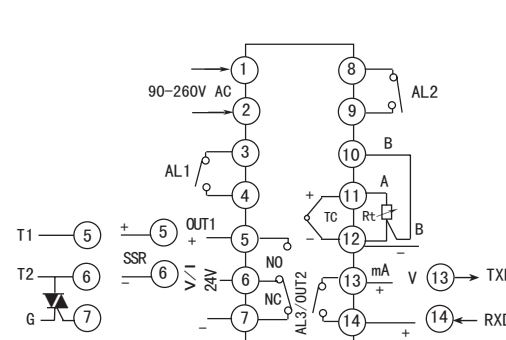 1
8
90-260V AC
AL2
2
9
3
B
10
AL1
A
11
4
+
TC
Rt
T1
5
+
5
OUT1
+
5
12
B
-
-
SSR
NO
T2
6
-
6
V/I
24V
6
NC
AL3/OUT2
13
mA
+
V
13
G
7
-
7
14
+
14